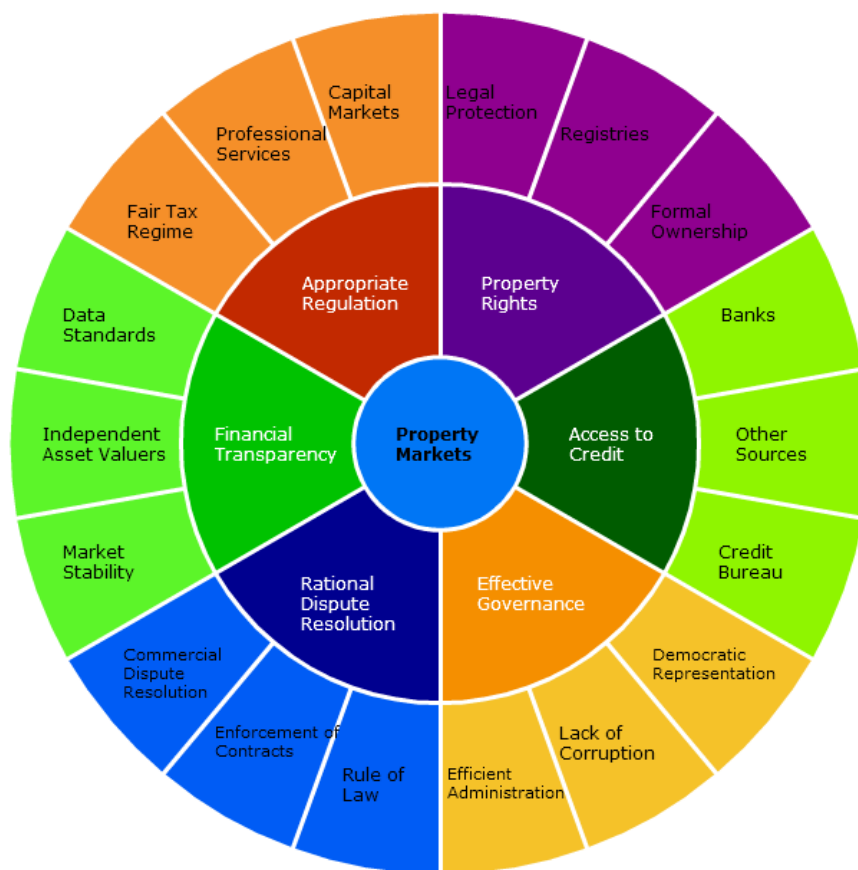 Capital
Markets
Legal
Protection
Professional
Services
Registries
Fair Tax
Regime
Formal
Ownership
Appropriate
Regulation
Property
Rights
Data
Standards
Banks
Independent
Asset Valuers
Financial
Transparency
Property
Markets
Access to
Credit
Other
Sources
Market
Stability
Credit
Bureau
Rational
Dispute
Resolution
Effective
Governance
Commercial
Dispute
Resolution
Democratic
Representation
Enforcement of
Contracts
Lack of
Corruption
Rule of
Law
Efficient
Administration